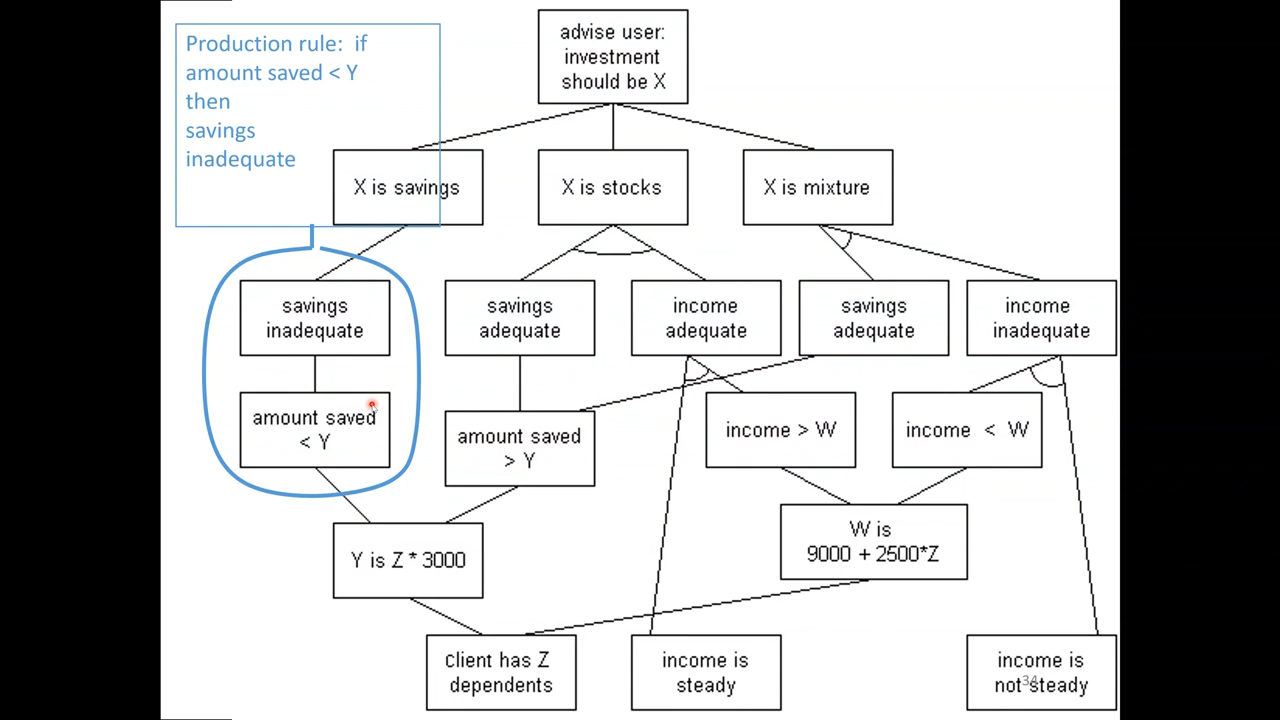 Production rule: if
amount saved < Y
then
savings
inadequate
advise user:
investment
should be X
X is savings
X is stocks
X is mixture
savings
inadequate
savings
adequate
income
adequate
savings
adequate
income
inadequate
amount saved
< Y
amount saved
> Y
income > W
income < W
Y is Z * 3000
W is
9000 + 2500*Z
client has Z
dependents
income is
steady
income is
not steady
34